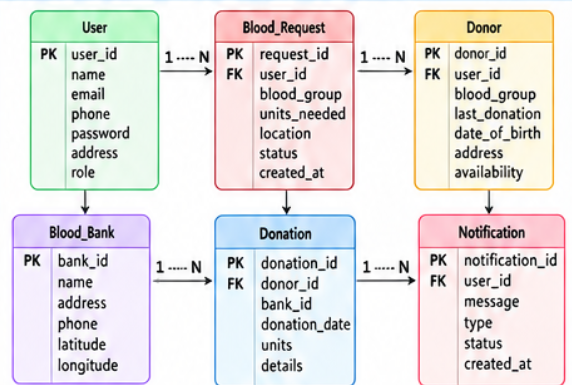 User
PK user_id
name
email
phone
password
address
role
1 ---- N
Blood_Request
PK request_id
FK user_id
blood_group
units_needed
location
status
created_at
1 ---- N
Donor
PK donor_id
FK user_id
blood_group
last_donation
date_of_birth
address
availability
Blood_Bank
PK bank_id
name
address
phone
latitude
longitude
1 ----- N
Donation
PK donation_id
FK donor_id
bank_id
donation_date
units
details
1 ---- N
Notification
PK notification_id
FK user_id
message
type
status
created_at